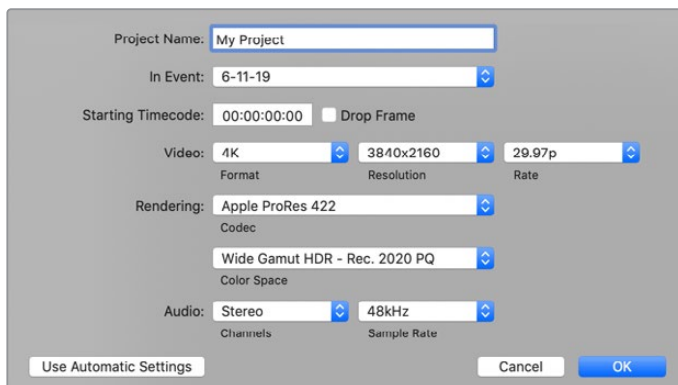 Project Name: My Project
In Event: 6-11-19
Starting Timecode: 00:00:00:00 Drop Frame
Video: 4K 3840x2160 29.97p
Format Resolution Rate
Rendering: Apple ProRes 422
Codec
Wide Gamut HDR - Rec. 2020 PQ
Color Space
Audio: Stereo 48kHz
Channels Sample Rate
Use Automatic Settings Cancel OK